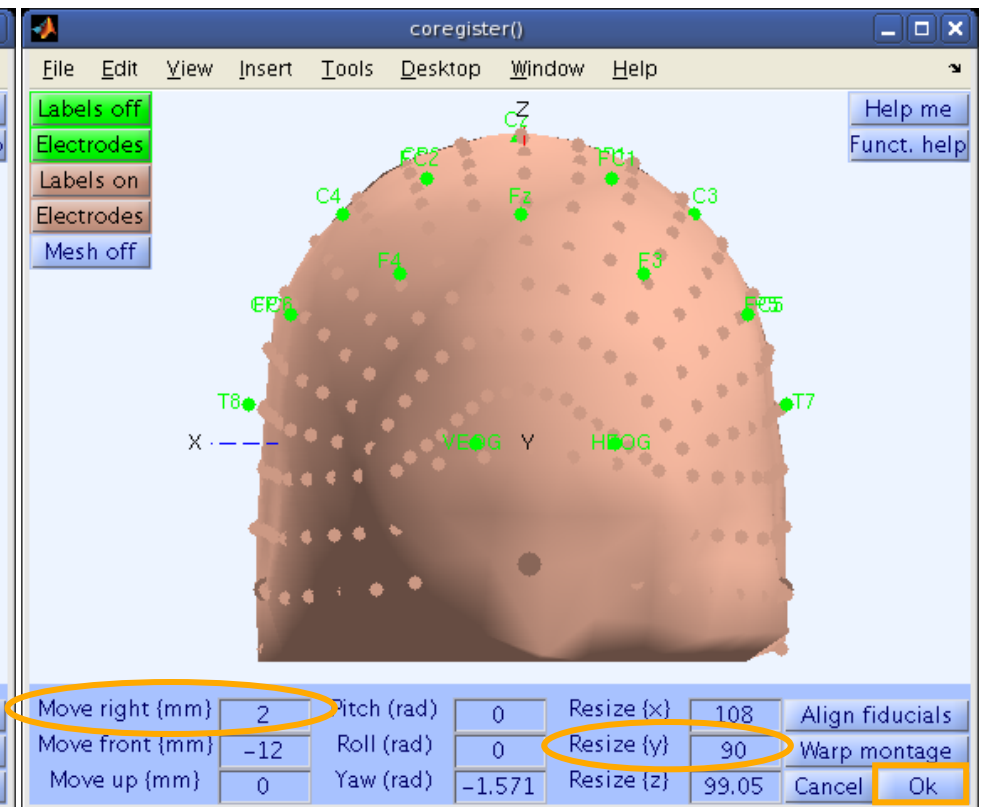 coregister()
File Edit View Insert Tools Desktop Window Help
Labels off
Electrodes
Labels on
Electrodes
Mesh off
Help me
Funct. help
Z
Cz
FC2
FC1
C4
Fz
C3
F4
F3
T8
T7
X
VEOG
Y
HEOG
Move right {mm} 2 Pitch (rad) 0 Resize {x} 108 Align fiducials
Move front {mm} -12 Roll (rad) 0 Resize {y} 90 Warp montage
Move up {mm} 0 Yaw (rad) -1.571 Resize {z} 99.05 Cancel Ok